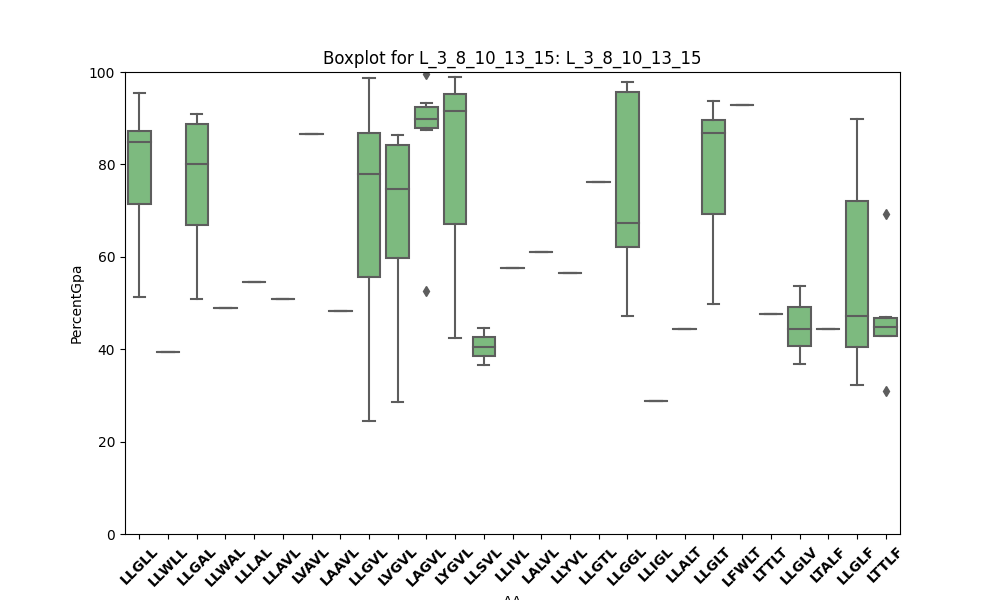 Boxplot for L_3_8_10_13_15: L_3_8_10_13_15
100
80
60
40
20
0
PercentGpa
LLGLL
LLWLL
LLGAL
LLWAL
LLLAL
LLAVL
LVAVL
LAAVL
LLGVL
LVGVL
LAGVL
LYGVL
LLSVL
LLIVL
LALVL
LLYVL
LLGTL
LLGGL
LLIGL
LLALT
LLGLT
LFWLT
LTTLT
LLGLV
LTALF
LLGLF
LTTLF